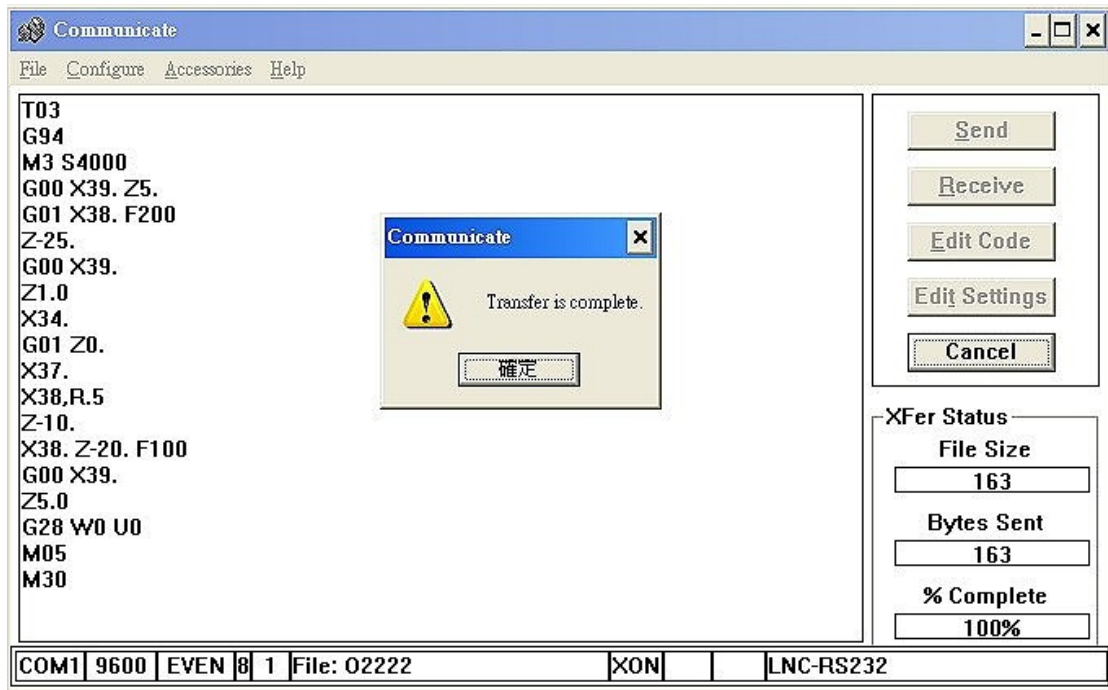 Communicate
File Configure Accessories Help
T03
G94
M3 S4000
G00 X39. Z5.
G01 X38. F200
Z-25.
G00 X39.
Z1.0
X34.
G01 Z0.
X37.
X38,R.5
Z-10.
X38. Z-20. F100
G00 X39.
Z5.0
G28 W0 U0
M05
M30
Communicate
Transfer is complete.
確定
Send
Receive
Edit Code
Edit Settings
Cancel
XFer Status
File Size
163
Bytes Sent
163
% Complete
100%
COM1 9600 EVEN 8 1 File: O2222 XON LNC-RS232